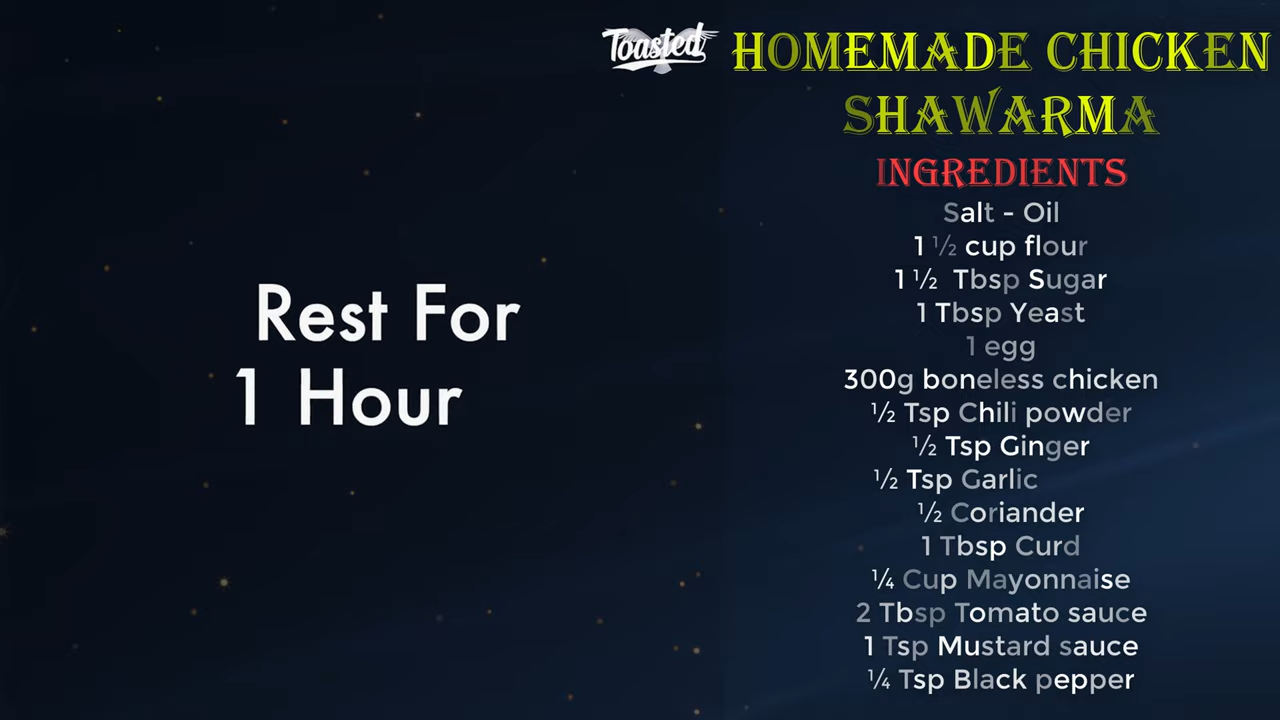 Rest For
1 Hour
Toasted
HOMEMADE CHICKEN
SHAWARMA
INGREDIENTS
Salt - Oil
1 ½ cup flour
1 ½ Tbsp Sugar
1 Tbsp Yeast
1 egg
300g boneless chicken
½ Tsp Chili powder
½ Tsp Ginger
½ Tsp Garlic
½ Coriander
1 Tbsp Curd
¼ Cup Mayonnaise
2 Tbsp Tomato sauce
1 Tsp Mustard sauce
¼ Tsp Black pepper